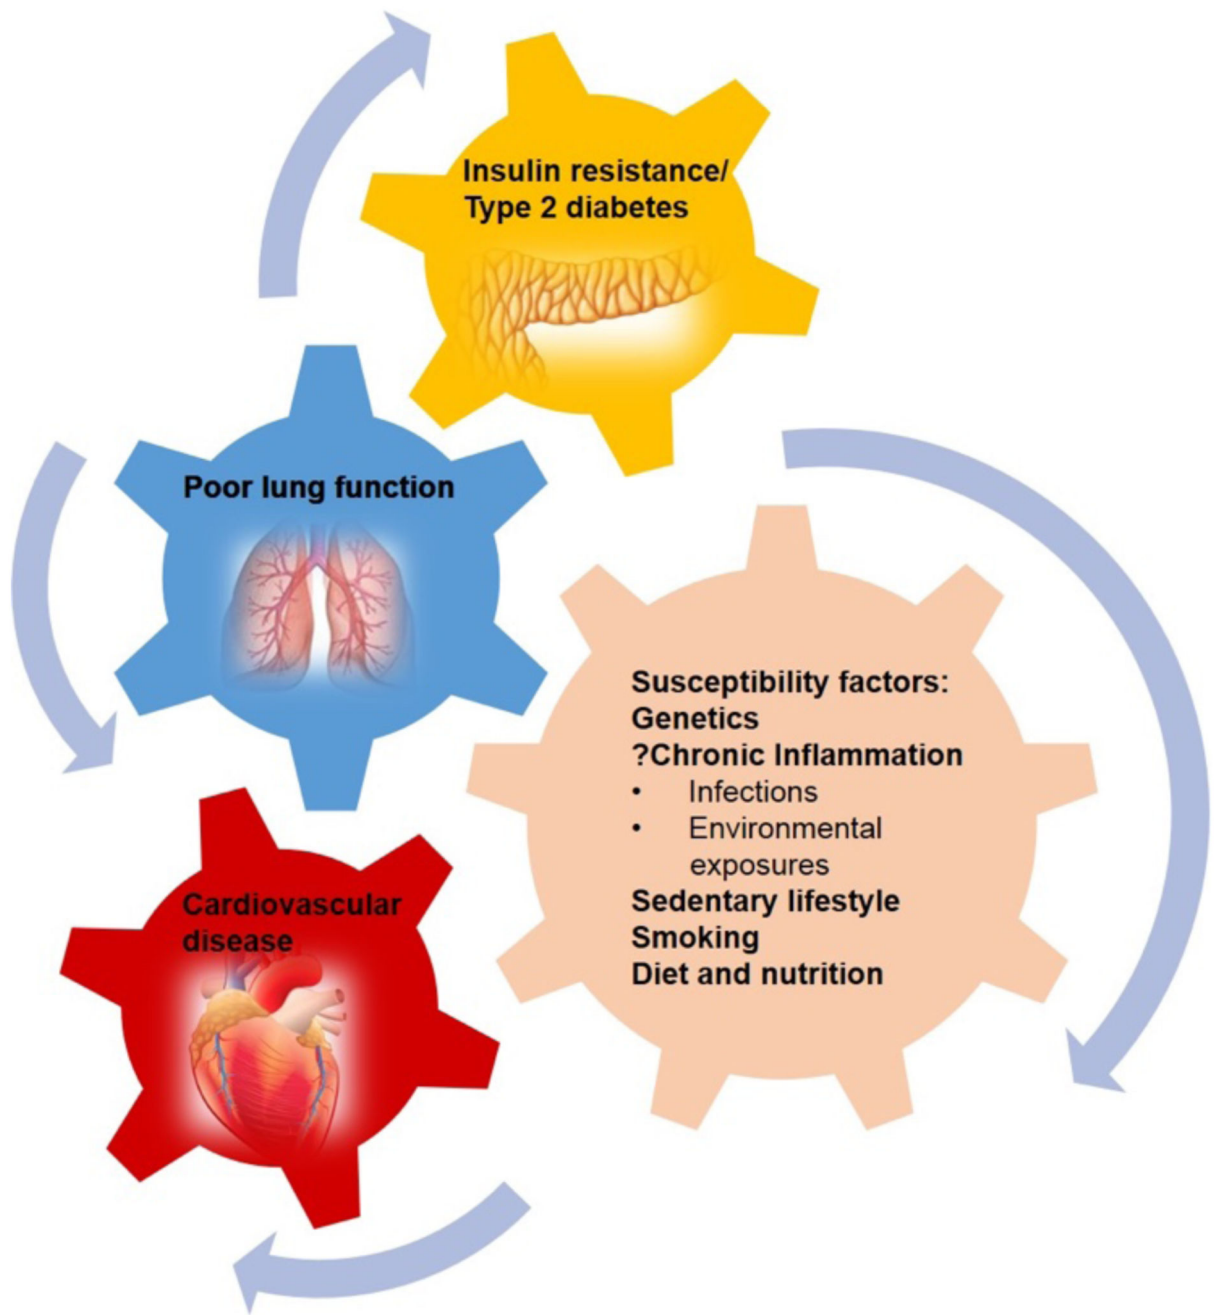 Insulin resistance/
Type 2 diabetes
Poor lung function
Susceptibility factors:
Genetics
?Chronic Inflammation
• Infections
• Environmental
exposures
Sedentary lifestyle
Smoking
Diet and nutrition
Cardiovascular
disease